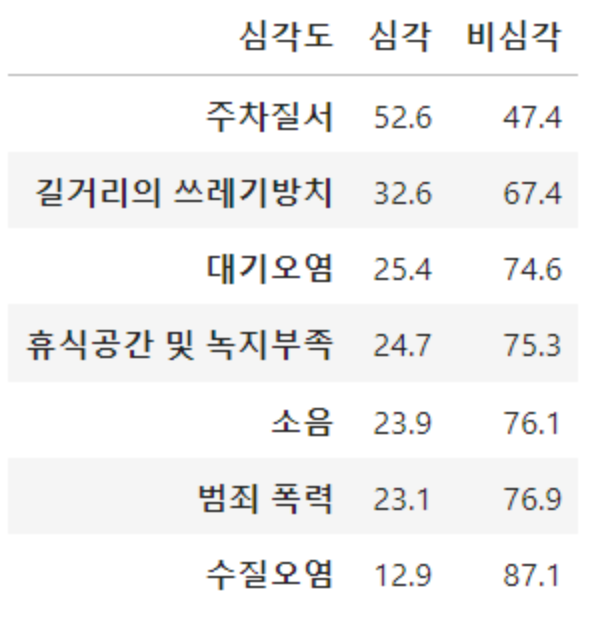 심각도 심각 비심각
주차질서 52.6 47.4
길거리의 쓰레기방치 32.6 67.4
대기오염 25.4 74.6
휴식공간 및 녹지부족 24.7 75.3
소음 23.9 76.1
범죄 폭력 23.1 76.9
수질오염 12.9 87.1